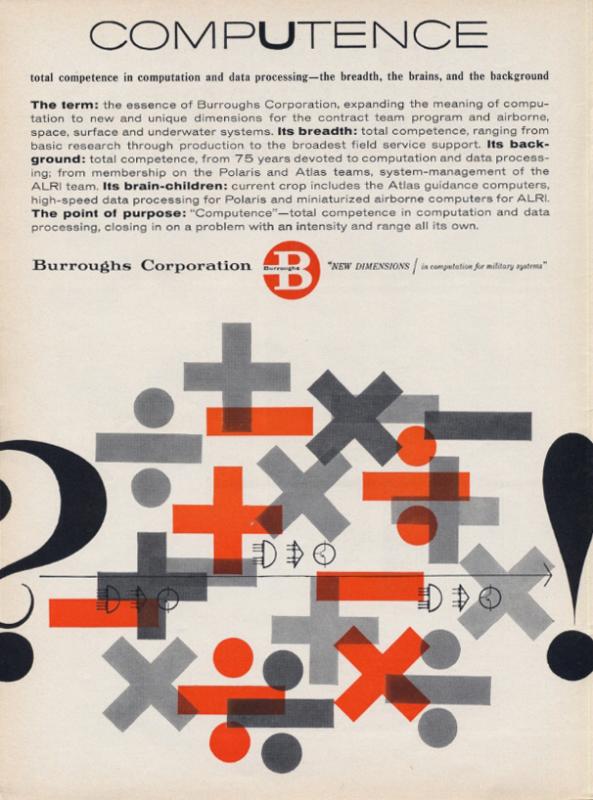 COMPUTENCE
total competence in computation and data processing—the breadth, the brains, and the background
The term: the essence of Burroughs Corporation, expanding the meaning of compu-
tation to new and unique dimensions for the contract team program and airborne,
space, surface and underwater systems. Its breadth: total competence, ranging from
basic research through production to the broadest field service support. Its back-
ground: total competence, from 75 years devoted to computation and data process-
ing; from membership on the Polaris and Atlas teams, system-management of the
ALRI team. Its brain-children: current crop includes the Atlas guidance computers,
high-speed data processing for Polaris and miniaturized airborne computers for ALRI.
The point of purpose: "Computence"—total competence in computation and data
processing, closing in on a problem with an intensity and range all its own.
Burroughs Corporation
B
Burroughs
"NEW DIMENSIONS / in computation for military systems"
? !